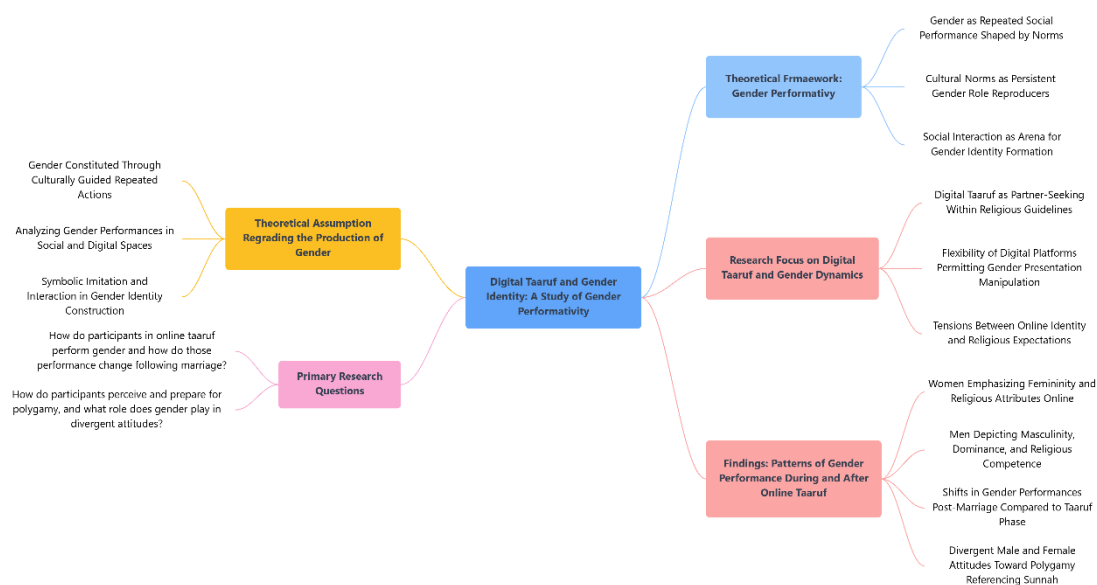 Digital Taaruf and Gender
Identity: A Study of Gender
Performativity
Theoretical Assumption
Regrading the Production of
Gender
Gender Constituted Through
Culturally Guided Repeated
Actions
Analyzing Gender Performances in
Social and Digital Spaces
Symbolic Imitation and
Interaction in Gender Identity
Construction
Primary Research
Questions
How do participants in online taaruf
perform gender and how do those
performance change following marriage?
How do participants perceive and prepare for
polygamy, and what role does gender play in
divergent attitudes?
Theoretical Frmaework:
Gender Performativy
Gender as Repeated Social
Performance Shaped by Norms
Cultural Norms as Persistent
Gender Role Reproducers
Social Interaction as Arena for
Gender Identity Formation
Research Focus on Digital
Taaruf and Gender Dynamics
Digital Taaruf as Partner-Seeking
Within Religious Guidelines
Flexibility of Digital Platforms
Permitting Gender Presentation
Manipulation
Tensions Between Online Identity
and Religious Expectations
Findings: Patterns of Gender
Performance During and After
Online Taaruf
Women Emphasizing Femininity and
Religious Attributes Online
Men Depicting Masculinity,
Dominance, and Religious
Competence
Shifts in Gender Performances
Post-Marriage Compared to Taaruf
Phase
Divergent Male and Female
Attitudes Toward Polygamy
Referencing Sunnah